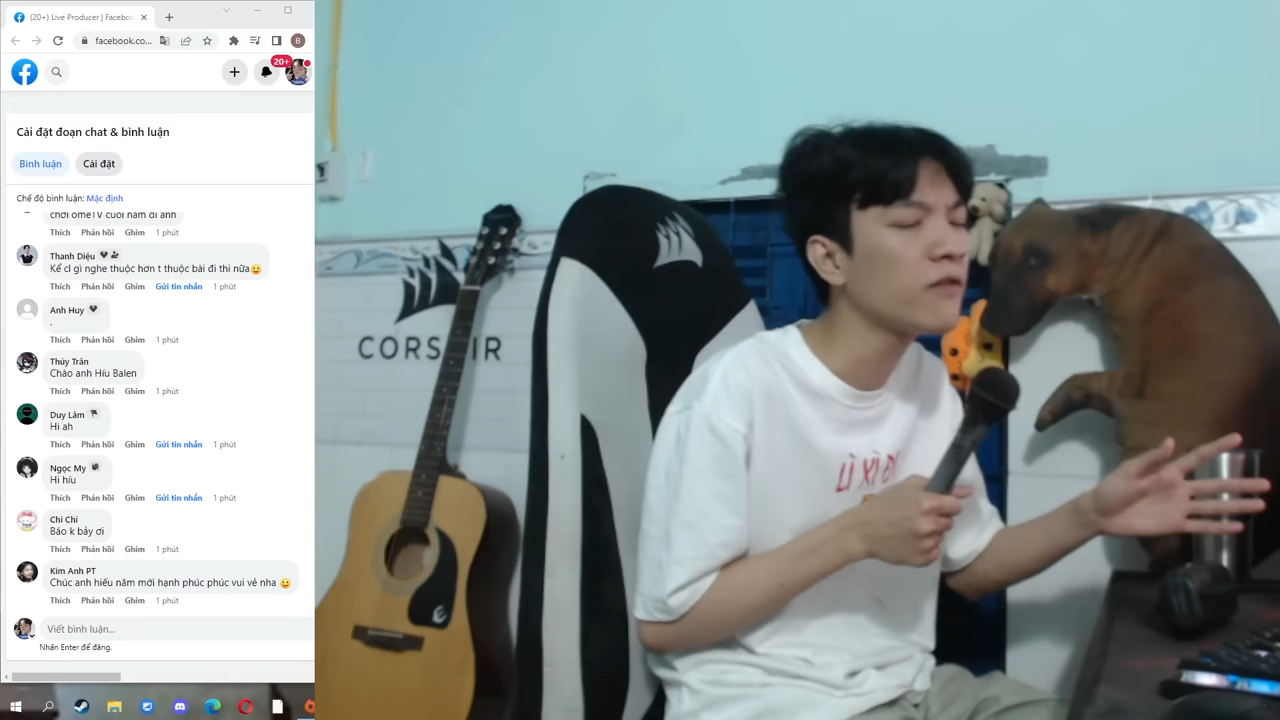 (20+) Live Producer | Facebo
facebook.co...
20+
B
Cài đặt đoạn chat & bình luận
Bình luận
Cài đặt
Chế độ bình luận: Mặc định
chơi omeTV cuối năm đi anh
Thích Phản hồi Ghim 1 phút
Thanh Diệu
Kể cl gì nghe thuộc hơn t thuộc bài đi thi nữa😀
Thích Phản hồi Ghim Gửi tin nhắn 1 phút
Anh Huy
.
Thích Phản hồi Ghim 1 phút
Thúy Trân
Chào anh Híu Balen
Thích Phản hồi Ghim 1 phút
Duy Lâm
Hi ah
Thích Phản hồi Ghim Gửi tin nhắn 1 phút
Ngọc My
Hi híu
Thích Phản hồi Ghim Gửi tin nhắn 1 phút
Chi Chi
Báo k bảy ơi
Thích Phản hồi Ghim 1 phút
Kim Anh PT
Chúc anh hiếu năm mới hạnh phúc phúc vui vẻ nha 😀
Thích Phản hồi Ghim 1 phút
Viết bình luận...
Nhấn Enter để đăng.
LÌ XÌ ĐI